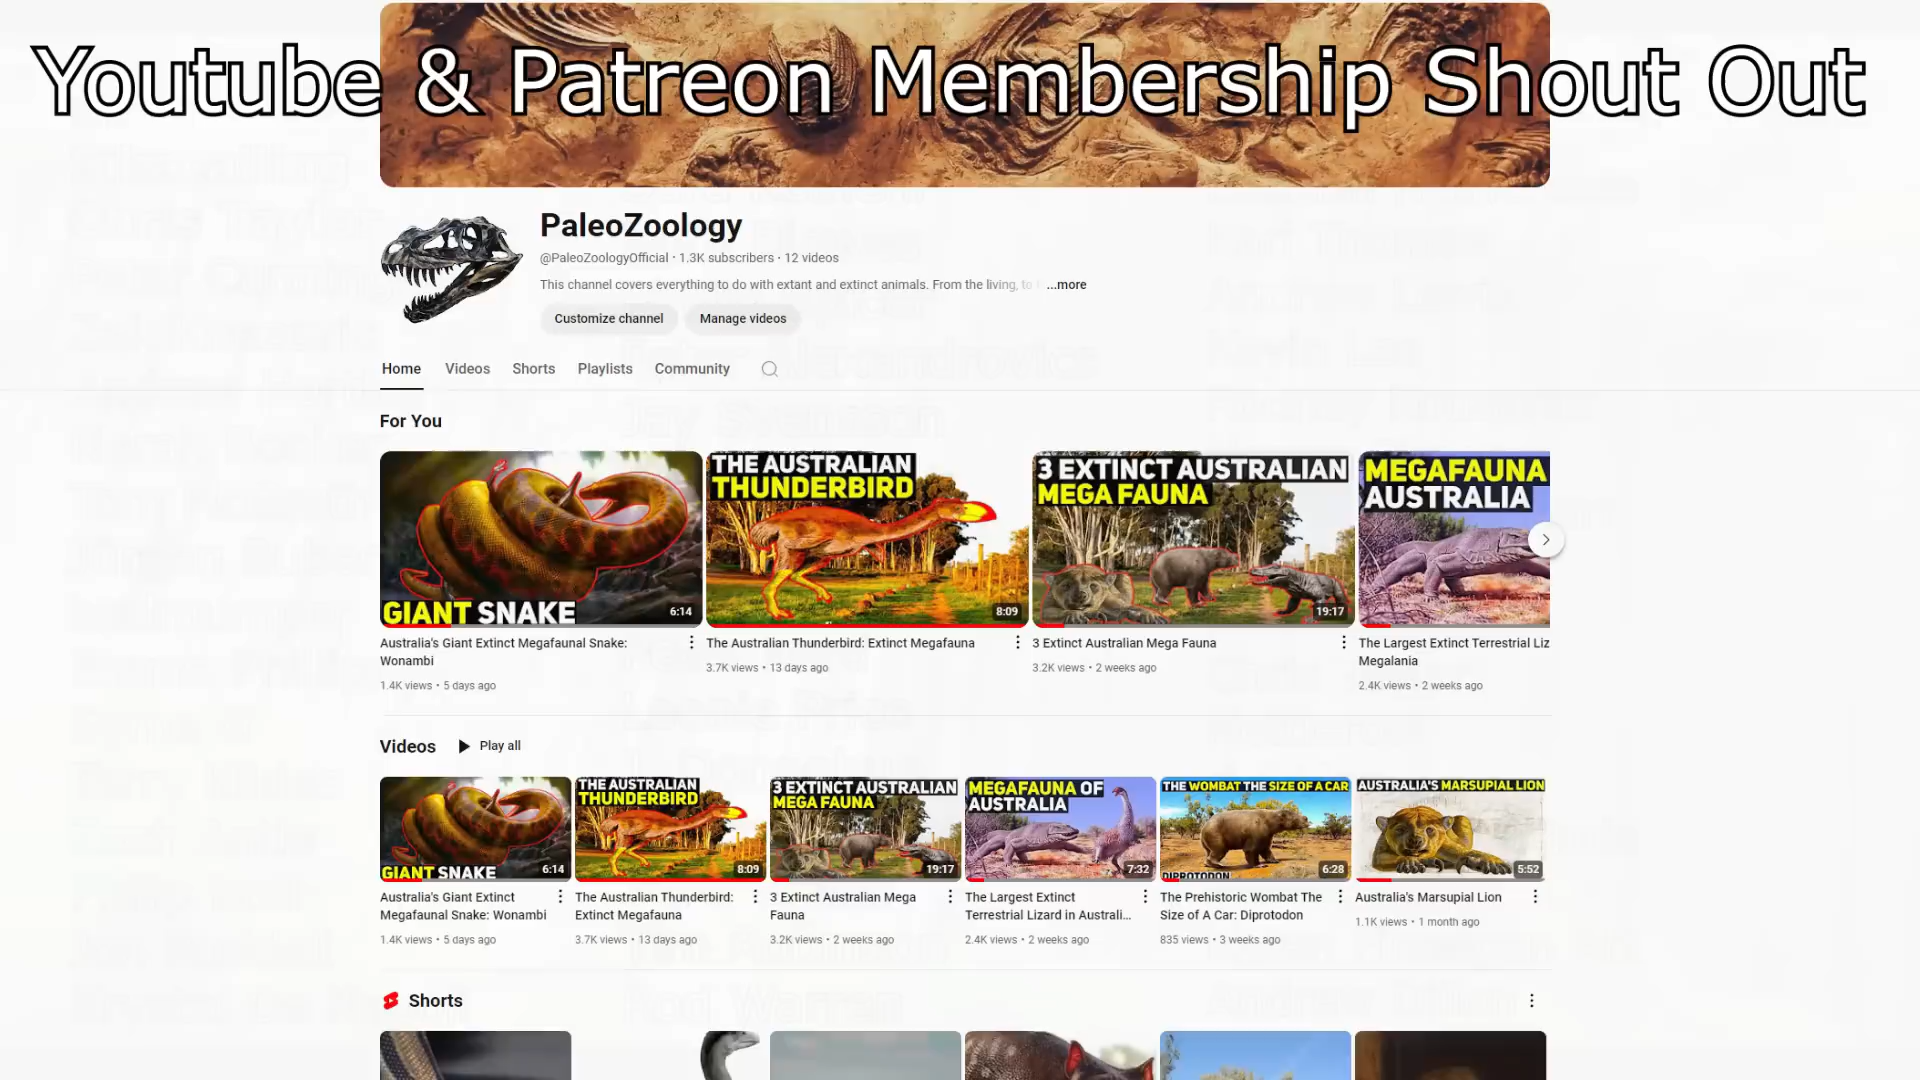 Youtube & Patreon Membership Shout Out
PaleoZoology
@PaleoZoologyOfficial · 1.3K subscribers · 12 videos
This channel covers everything to do with extant and extinct animals. From the living, to ...more
Customize channel
Manage videos
Home
Videos
Shorts
Playlists
Community
For You
GIANT SNAKE
6:14
THE AUSTRALIAN
THUNDERBIRD
8:09
3 EXTINCT AUSTRALIAN
MEGA FAUNA
19:17
MEGAFAUNA
AUSTRALIA
Australia's Giant Extinct Megafaunal Snake:
Wonambi
1.4K views • 5 days ago
The Australian Thunderbird: Extinct Megafauna
3.7K views • 13 days ago
3 Extinct Australian Mega Fauna
3.2K views • 2 weeks ago
The Largest Extinct Terrestrial Liz
Megalania
2.4K views • 2 weeks ago
Videos
Play all
GIANT SNAKE
6:14
THE AUSTRALIAN
THUNDERBIRD
8:09
3 EXTINCT AUSTRALIAN
MEGA FAUNA
19:17
MEGAFAUNA OF
AUSTRALIA
7:32
THE WOMBAT THE SIZE OF A CAR
DIPROTODON
6:28
AUSTRALIA'S MARSUPIAL LION
5:52
Australia's Giant Extinct
Megafaunal Snake: Wonambi
1.4K views • 5 days ago
The Australian Thunderbird:
Extinct Megafauna
3.7K views • 13 days ago
3 Extinct Australian Mega
Fauna
3.2K views • 2 weeks ago
The Largest Extinct
Terrestrial Lizard in Australi...
2.4K views • 2 weeks ago
The Prehistoric Wombat The
Size of A Car: Diprotodon
835 views • 3 weeks ago
Australia's Marsupial Lion
1.1K views • 1 month ago
Shorts